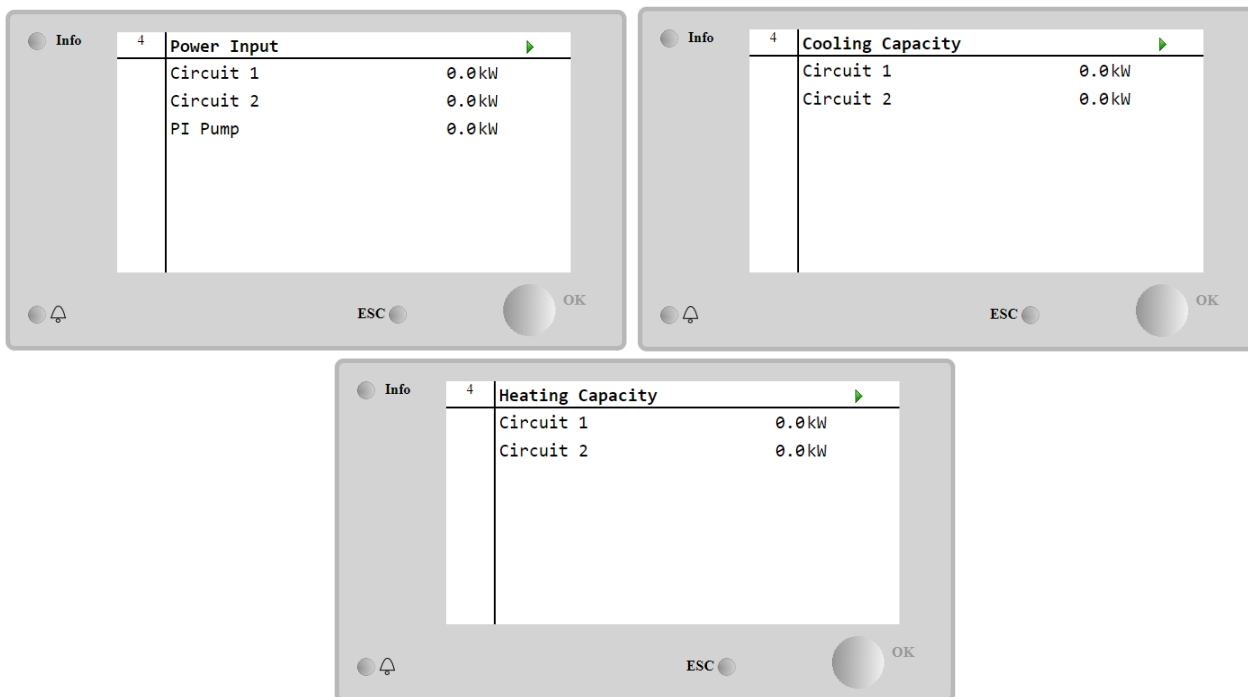 Info
4 Power Input
Circuit 1 0.0kW
Circuit 2 0.0kW
PI Pump 0.0kW
ESC
OK
Info
4 Cooling Capacity
Circuit 1 0.0kW
Circuit 2 0.0kW
ESC
OK
Info
4 Heating Capacity
Circuit 1 0.0kW
Circuit 2 0.0kW
ESC
OK